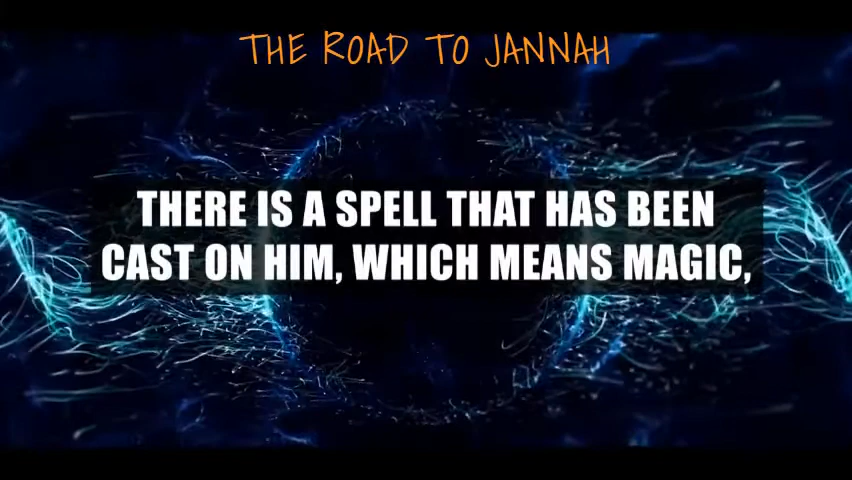 THE ROAD TO JANNAH
THERE IS A SPELL THAT HAS BEEN
CAST ON HIM, WHICH MEANS MAGIC,